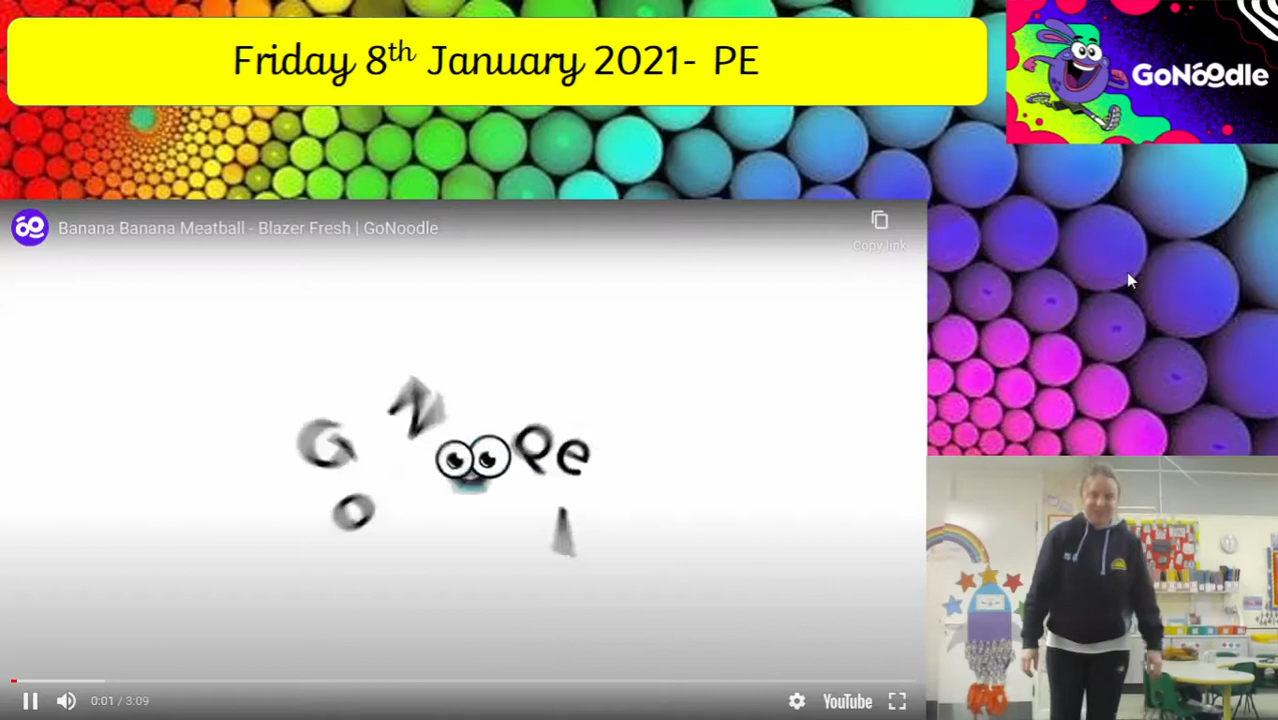 Friday 8th January 2021- PE
GoNoodle
Banana Banana Meatball - Blazer Fresh | GoNoodle
Copy link
G N Pe
o l
0:01 / 3:09
YouTube